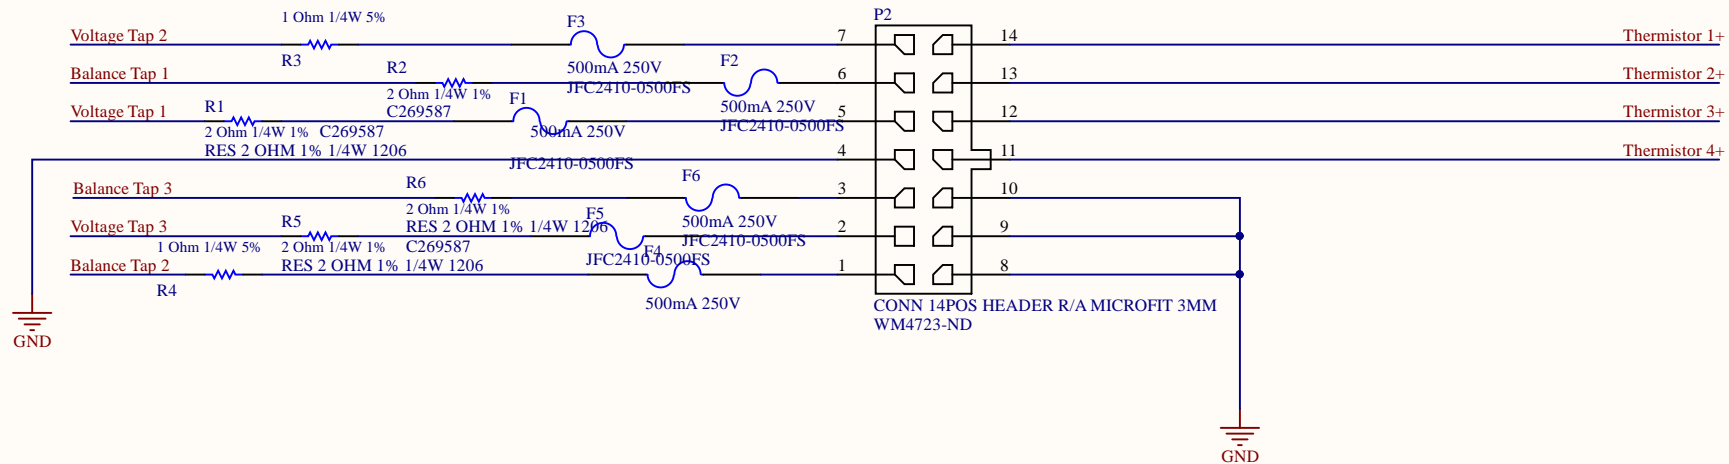 1 Ohm 1/4W 5%
F3
P2
Voltage Tap 2
7
14
Thermistor 1+
R3
R2
500mA 250V
F2
Balance Tap 1
6
13
Thermistor 2+
2 Ohm 1/4W 1%
JFC2410-0500FS
R1
F1
500mA 250V
Voltage Tap 1
C269587
5
12
Thermistor 3+
2 Ohm 1/4W 1%
C269587
500mA 250V
JFC2410-0500FS
RES 2 OHM 1% 1/4W 1206
4
11
Thermistor 4+
JFC2410-0500FS
R6
F6
Balance Tap 3
3
10
2 Ohm 1/4W 1%
F5
500mA 250V
R5
RES 2 OHM 1% 1/4W 1206
Voltage Tap 3
2
9
1 Ohm 1/4W 5%
2 Ohm 1/4W 1%
C269587
F4
JFC2410-0500FS
JFC2410-0500FS
Balance Tap 2
RES 2 OHM 1% 1/4W 1206
1
8
R4
500mA 250V
CONN 14POS HEADER R/A MICROFIT 3MM
WM4723-ND
GND
GND